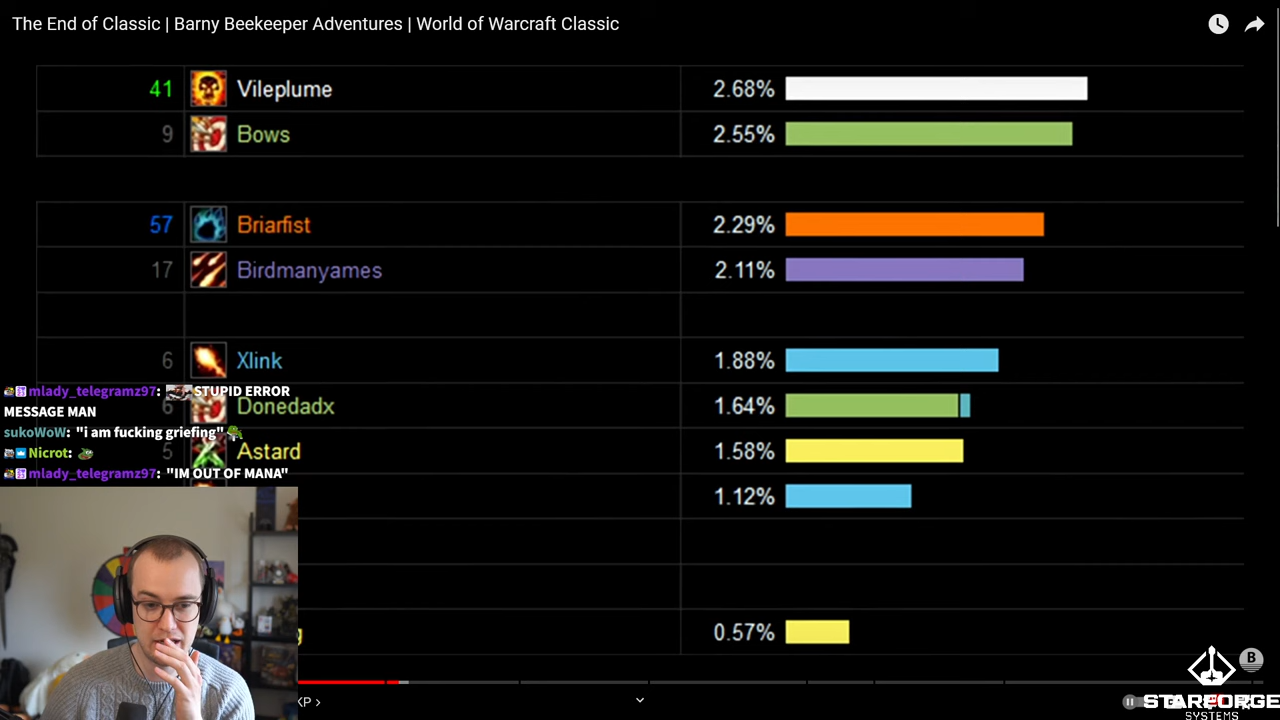 The End of Classic | Barny Beekeeper Adventures | World of Warcraft Classic
41 Vileplume 2.68%
9 Bows 2.55%
57 Briarfist 2.29%
17 Birdmanyames 2.11%
6 Xlink 1.88%
mlady_telegramz97: STUPID ERROR
MESSAGE MAN
6 Donedadx 1.64%
sukoWoW: "i am fucking griefing"
5 Astard 1.58%
Nicrot:
mlady_telegramz97: "IM OUT OF MANA"
1.12%
g 0.57%
B
XP >
STARFORGE
SYSTEMS